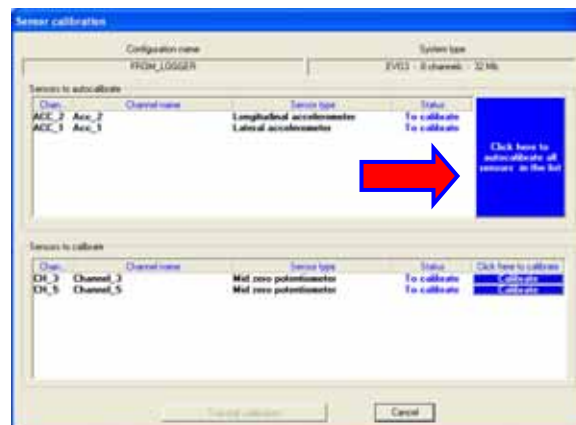 Sensor calibration
Configuration name System type
FROM_LOGGER EVO3 - 8 channels - 32 Mb
Sensors to autocalibrate
Chan. Channel name Sensor type Status
ACC_2 Acc_2 Longitudinal accelerometer To calibrate
ACC_1 Acc_1 Lateral accelerometer To calibrate
Click here to
autocalibrate all
sensors in the list
Sensors to calibrate
Chan. Channel name Sensor type Status Click here to calibrate
CH_3 Channel_3 Mid zero potentiometer To calibrate Calibrate
CH_5 Channel_5 Mid zero potentiometer To calibrate Calibrate
Transmit calibration Cancel